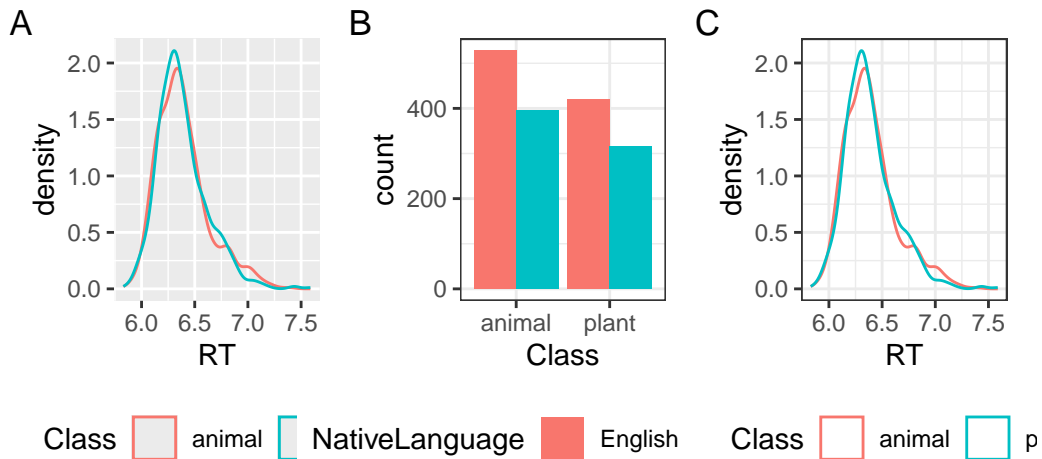 A
density
2.0
1.5
1.0
0.5
0.0
6.0 6.5 7.0 7.5
RT
B
count
400
200
0
animal plant
Class
C
density
2.0
1.5
1.0
0.5
0.0
6.0 6.5 7.0 7.5
RT
Class animal
NativeLanguage English
Class animal p